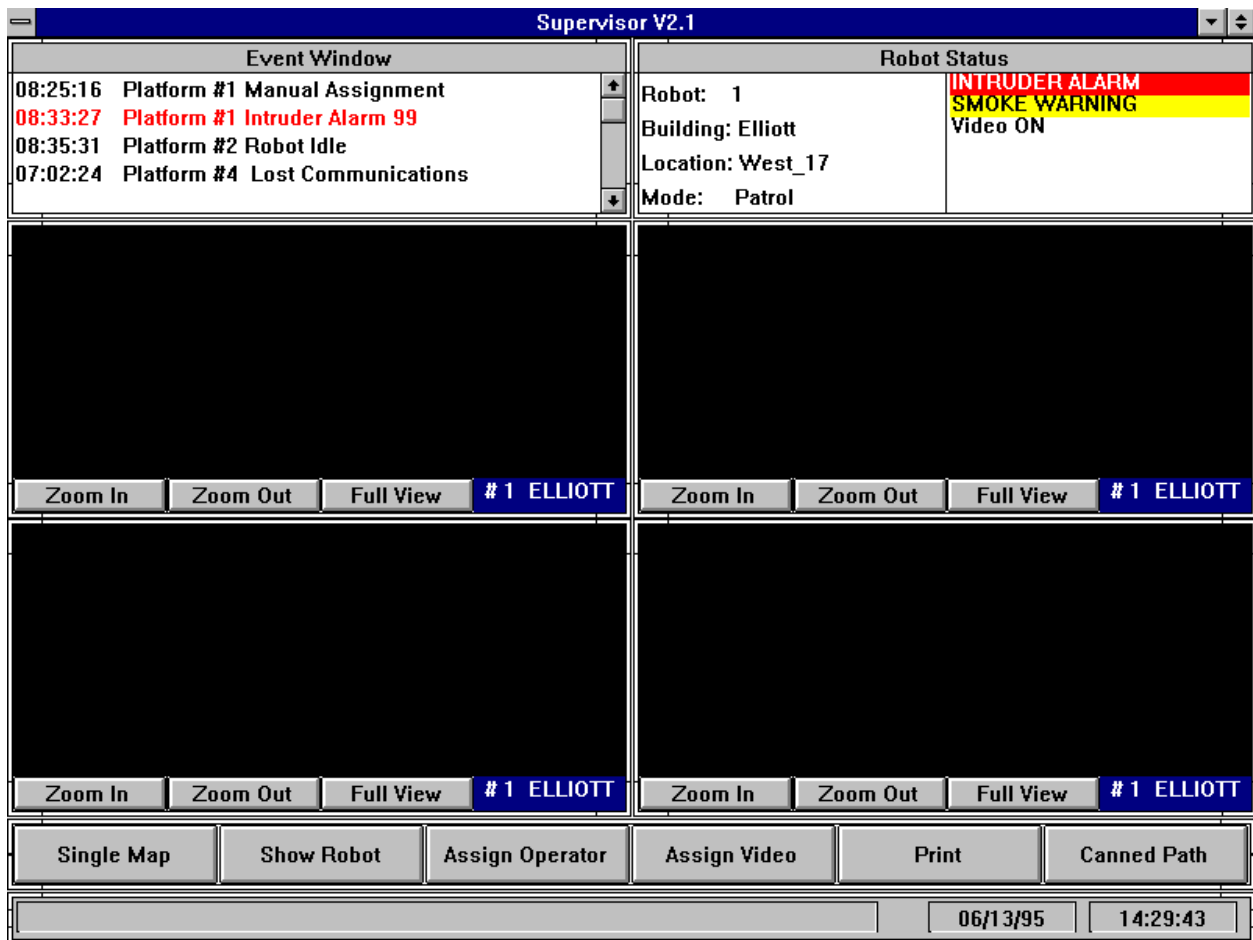 Supervisor V2.1
Event Window
08:25:16 Platform #1 Manual Assignment
08:33:27 Platform #1 Intruder Alarm 99
08:35:31 Platform #2 Robot Idle
07:02:24 Platform #4 Lost Communications
Robot Status
Robot: 1
Building: Elliott
Location: West_17
Mode: Patrol
INTRUDER ALARM
SMOKE WARNING
Video ON
Zoom In Zoom Out Full View # 1 ELLIOTT
Zoom In Zoom Out Full View # 1 ELLIOTT
Zoom In Zoom Out Full View # 1 ELLIOTT
Zoom In Zoom Out Full View # 1 ELLIOTT
Single Map Show Robot Assign Operator Assign Video Print Canned Path
06/13/95 14:29:43